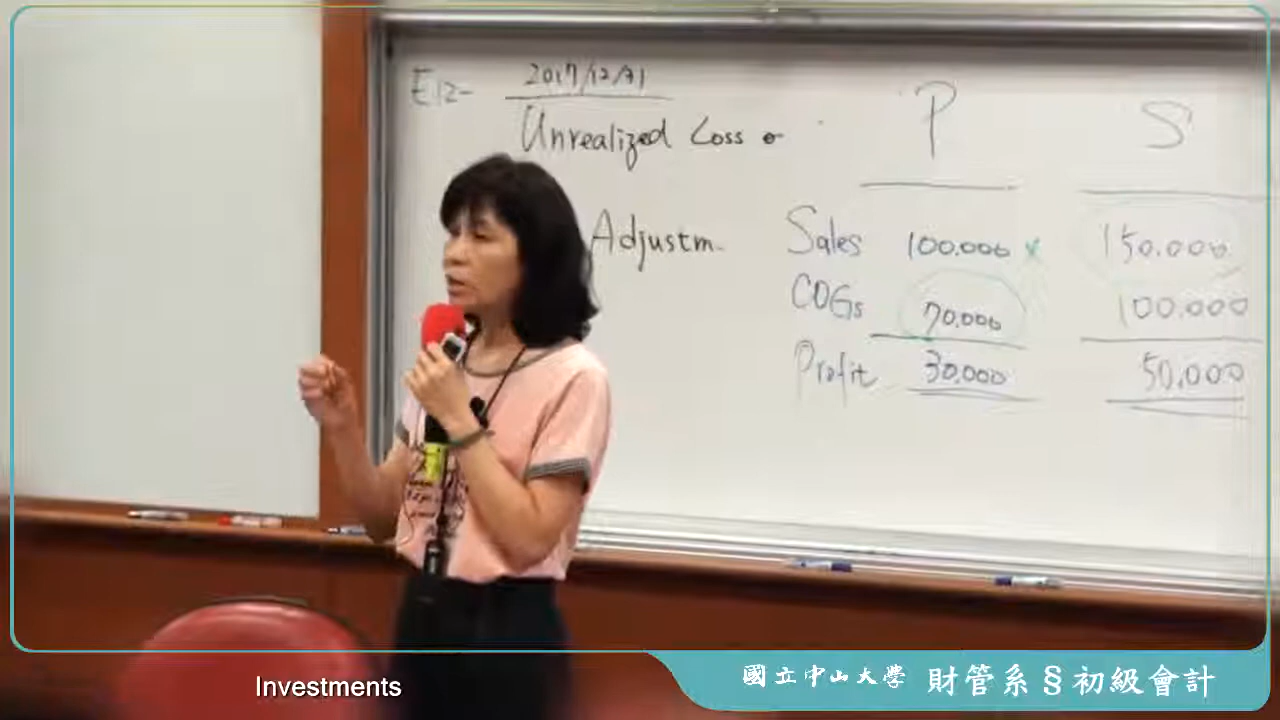 E12- 2017/12/31
Unrealized Loss o
Adjustm.
P S
Sales 100.000 150.000
COGs 70.000 100.000
Profit 30.000 50.000
Investments
國立中山大學 財管系§初級會計